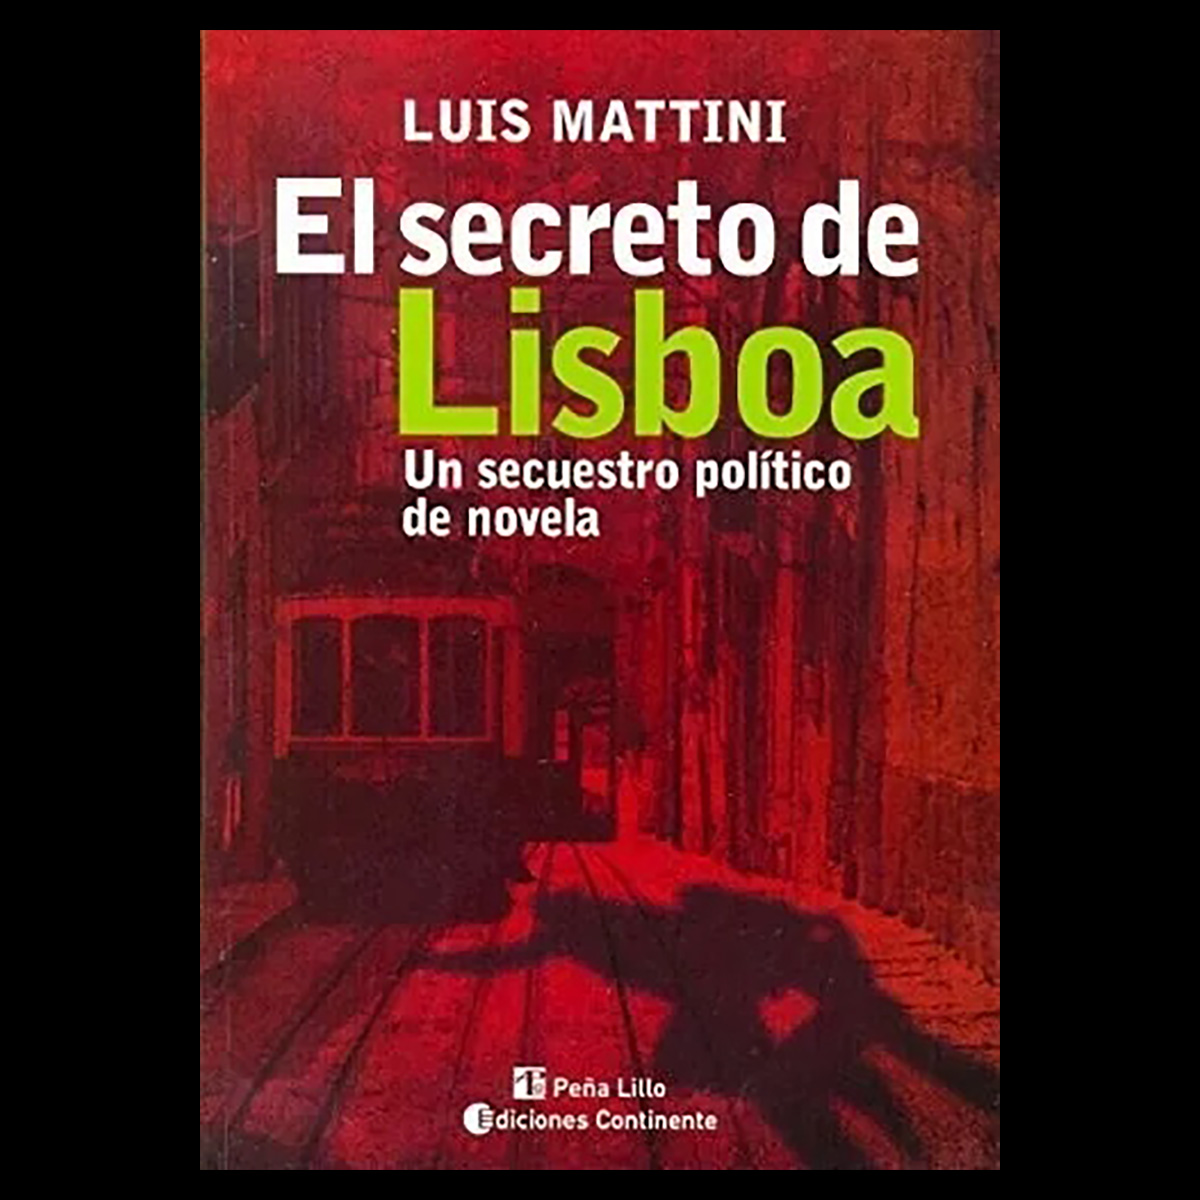 LUIS MATTINI
El secreto de
Lisboa
Un secuestro político
de novela
Peña Lillo
Ediciones Continente